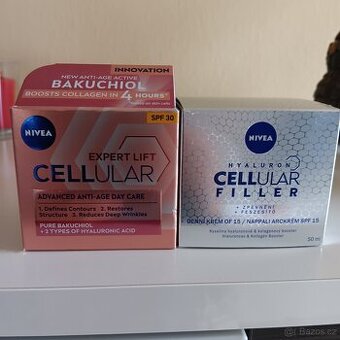 INNOVATION
NEW ANTI-AGE ACTIVE
BAKUCHIOL
BOOSTS COLLAGEN IN 4 HOURS*
NIVEA
SPF 30
EXPERT LIFT
CELLULAR
ADVANCED ANTI-AGE DAY CARE
1. Defines Contours 2. Restores
Structure 3. Reduces Deep Wrinkles
PURE BAKUCHIOL
+ 2 TYPES OF HYALURONIC ACID
NIVEA
HYALURON
CELLULAR
FILLER
+ ZPEVNĚNÍ
+ FESZESÍTŐ
DENNÍ KRÉM OF 15 / NAPPALI ARCKRÉM SPF 15
50 ml
Bazos.cz